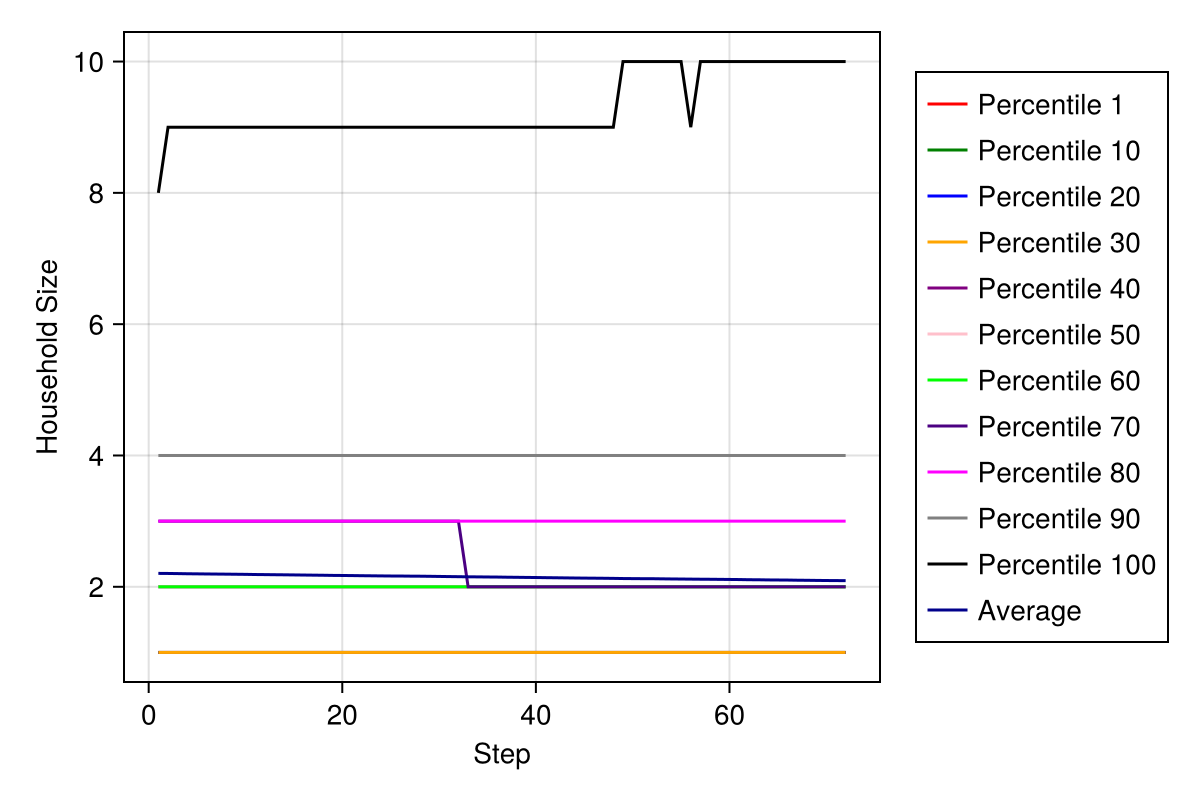 10
8
6
4
2
Household Size
0 20 40 60
Step
Percentile 1
Percentile 10
Percentile 20
Percentile 30
Percentile 40
Percentile 50
Percentile 60
Percentile 70
Percentile 80
Percentile 90
Percentile 100
Average